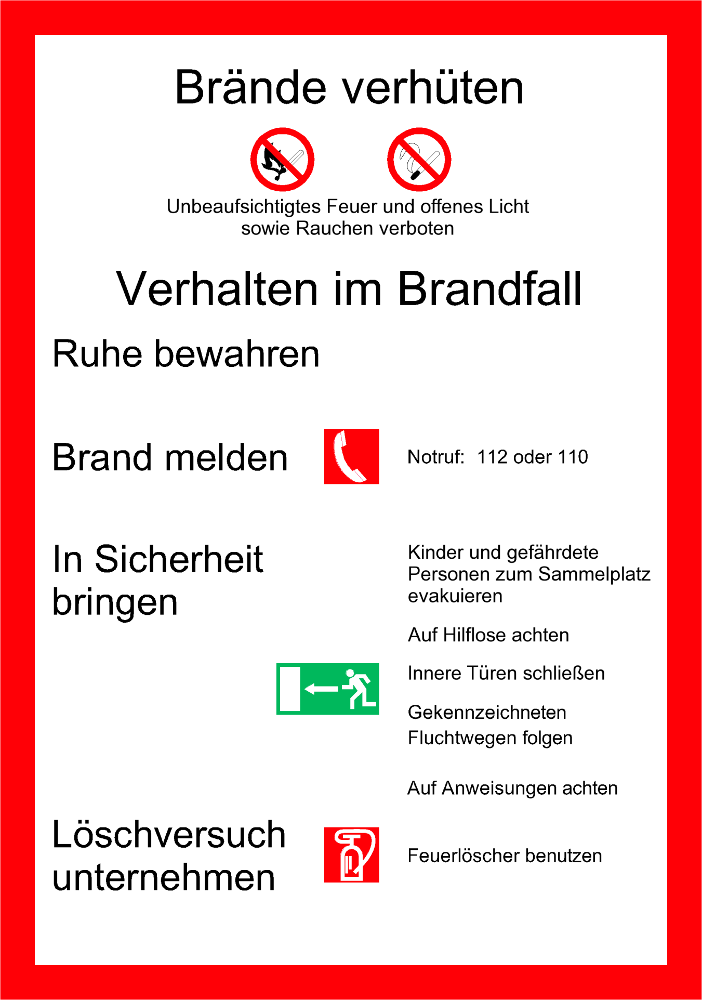 Brände verhüten
Unbeaufsichtigtes Feuer und offenes Licht
sowie Rauchen verboten
Verhalten im Brandfall
Ruhe bewahren
Brand melden
Notruf:  112 oder 110
In Sicherheit
bringen
Kinder und gefährdete
Personen zum Sammelplatz
evakuieren
Auf Hilflose achten
Innere Türen schließen
Gekennzeichneten
Fluchtwegen folgen
Auf Anweisungen achten
Löschversuch
unternehmen
Feuerlöscher benutzen